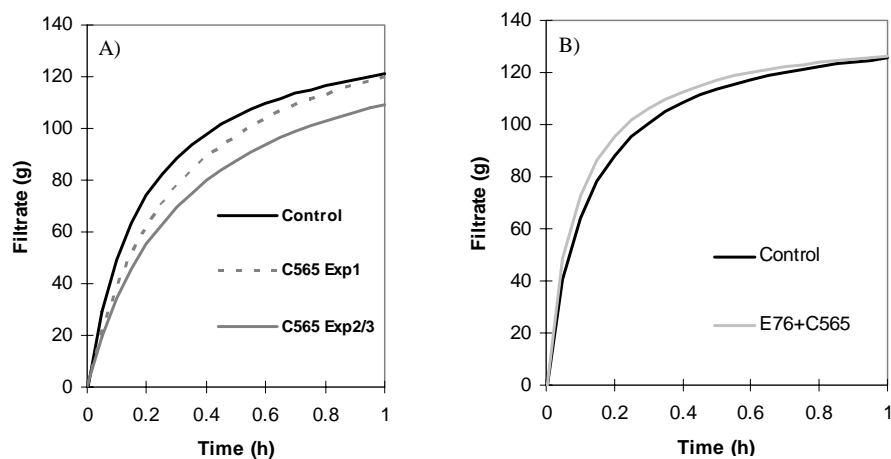 A)
140
120
100
80
60
40
20
0
Filtrate (g)
Control
C565 Exp1
C565 Exp2/3
0 0.2 0.4 0.6 0.8 1
Time (h)
B)
140
120
100
80
60
40
20
0
Filtrate (g)
Control
E76+C565
0 0.2 0.4 0.6 0.8 1
Time (h)